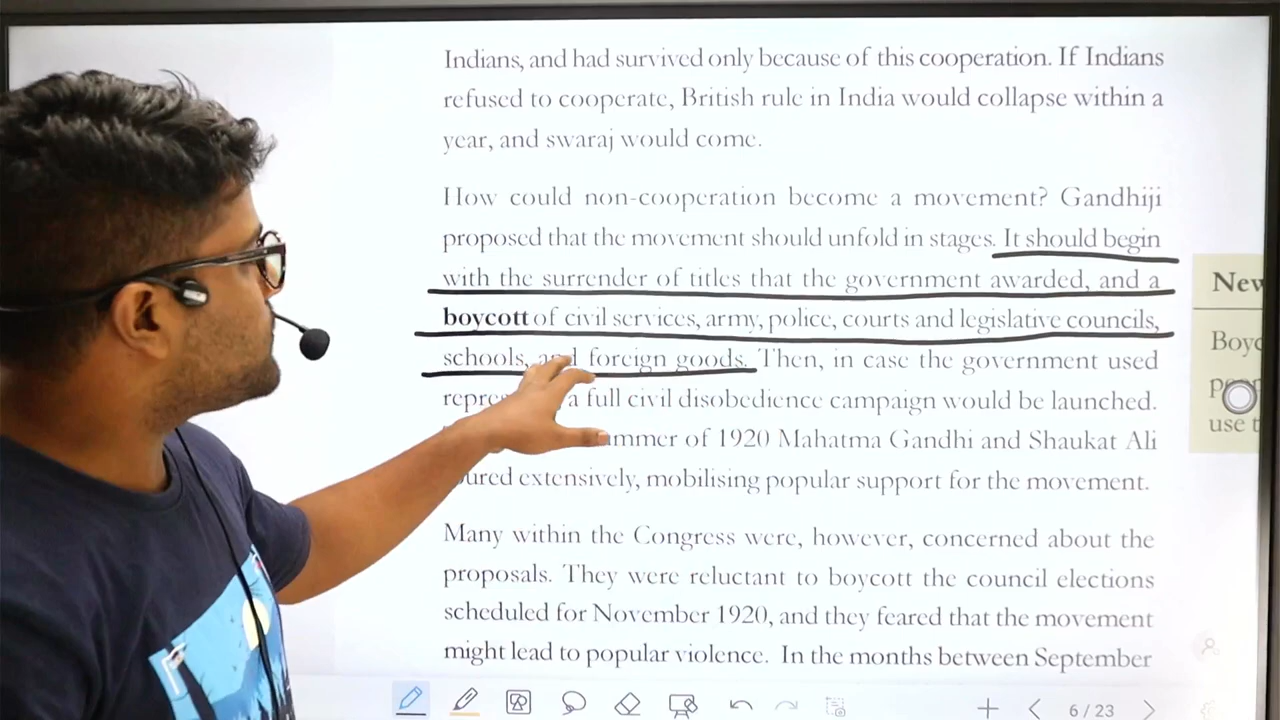 Indians, and had survived only because of this cooperation. If Indians
refused to cooperate, British rule in India would collapse within a
year, and swaraj would come.
How could non-cooperation become a movement? Gandhiji
proposed that the movement should unfold in stages. It should begin
with the surrender of titles that the government awarded, and a
boycott of civil services, army, police, courts and legislative councils,
schools, and foreign goods. Then, in case the government used
a full civil disobedience campaign would be launched.
of 1920 Mahatma Gandhi and Shaukat Ali
extensively, mobilising popular support for the movement.
Many within the Congress were, however, concerned about the
proposals. They were reluctant to boycott the council elections
scheduled for November 1920, and they feared that the movement
might lead to popular violence. In the months between September
New
use t
6 / 23